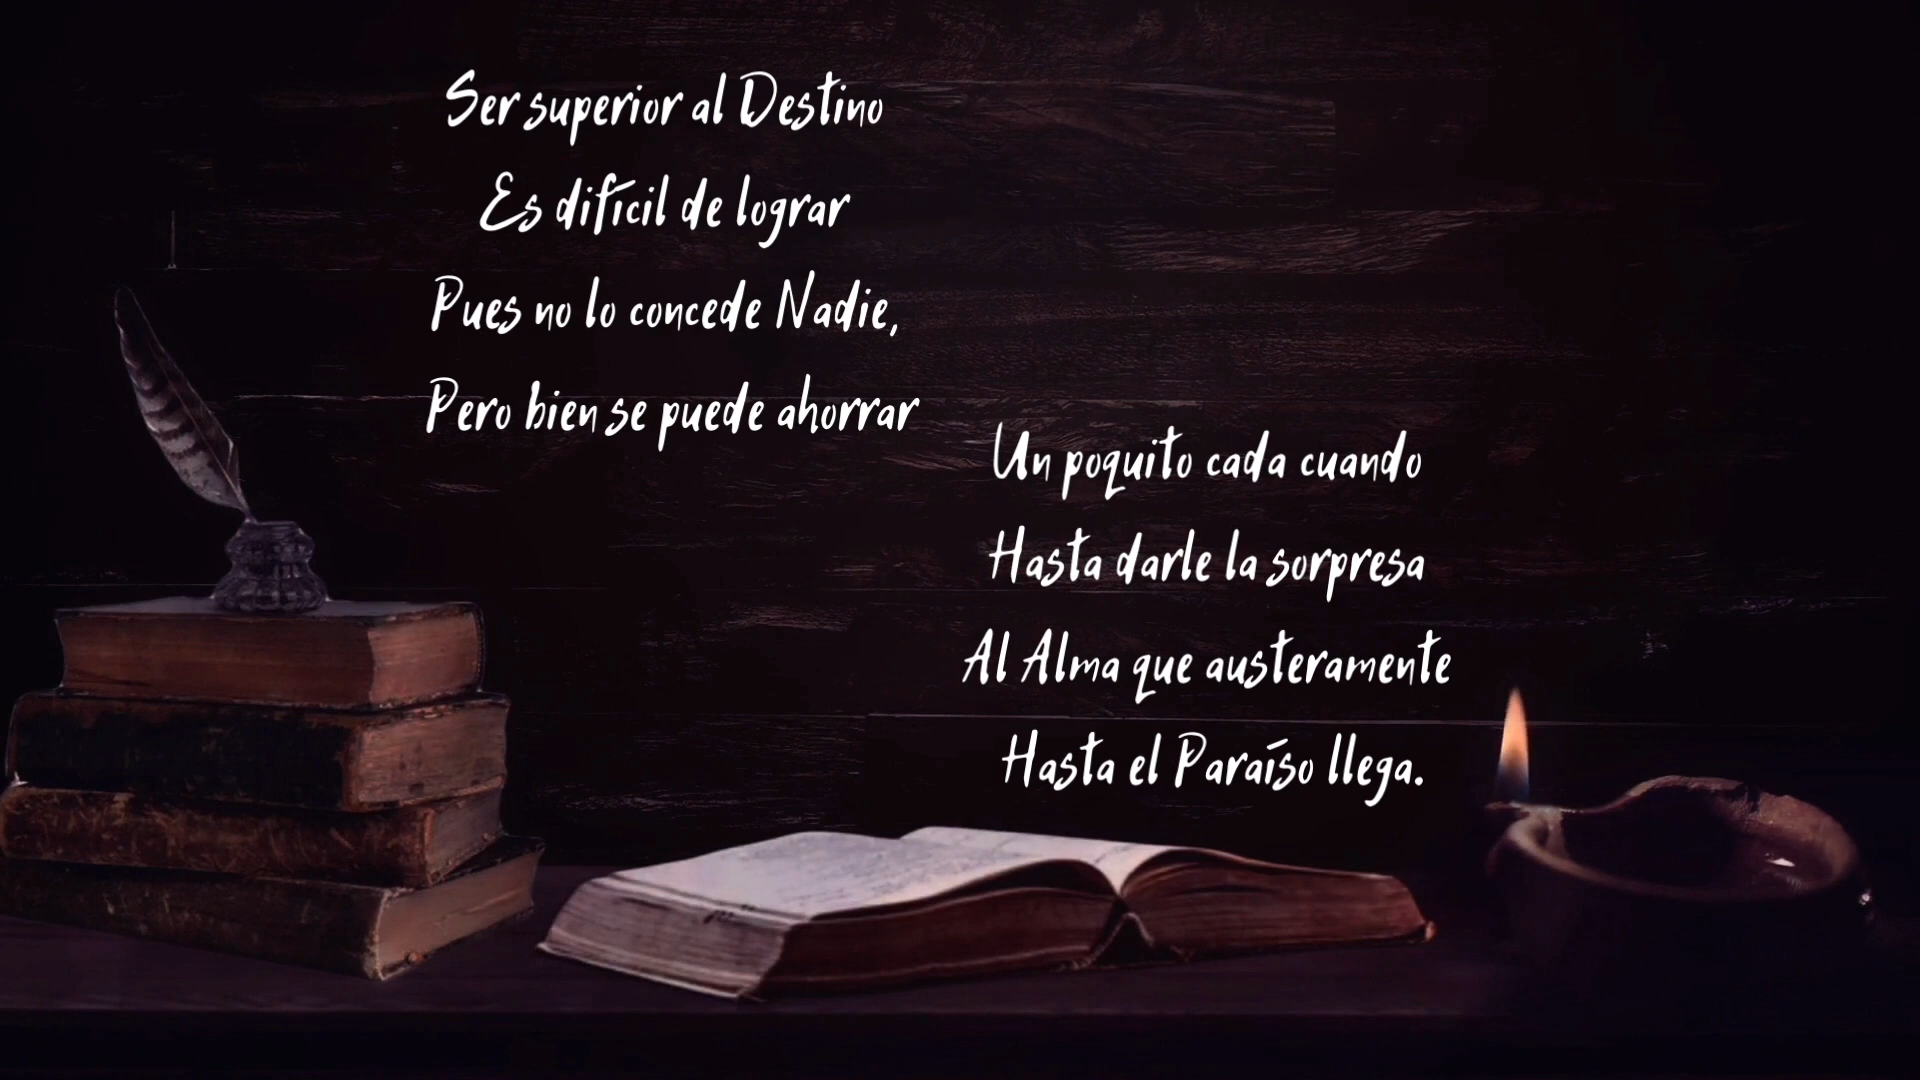 Ser superior al Destino
Es difícil de lograr
Pues no lo concede Nadie,
Pero bien se puede ahorrar
Un poquito cada cuando
Hasta darle la sorpresa
Al Alma que austeramente
Hasta el Paraíso llega.